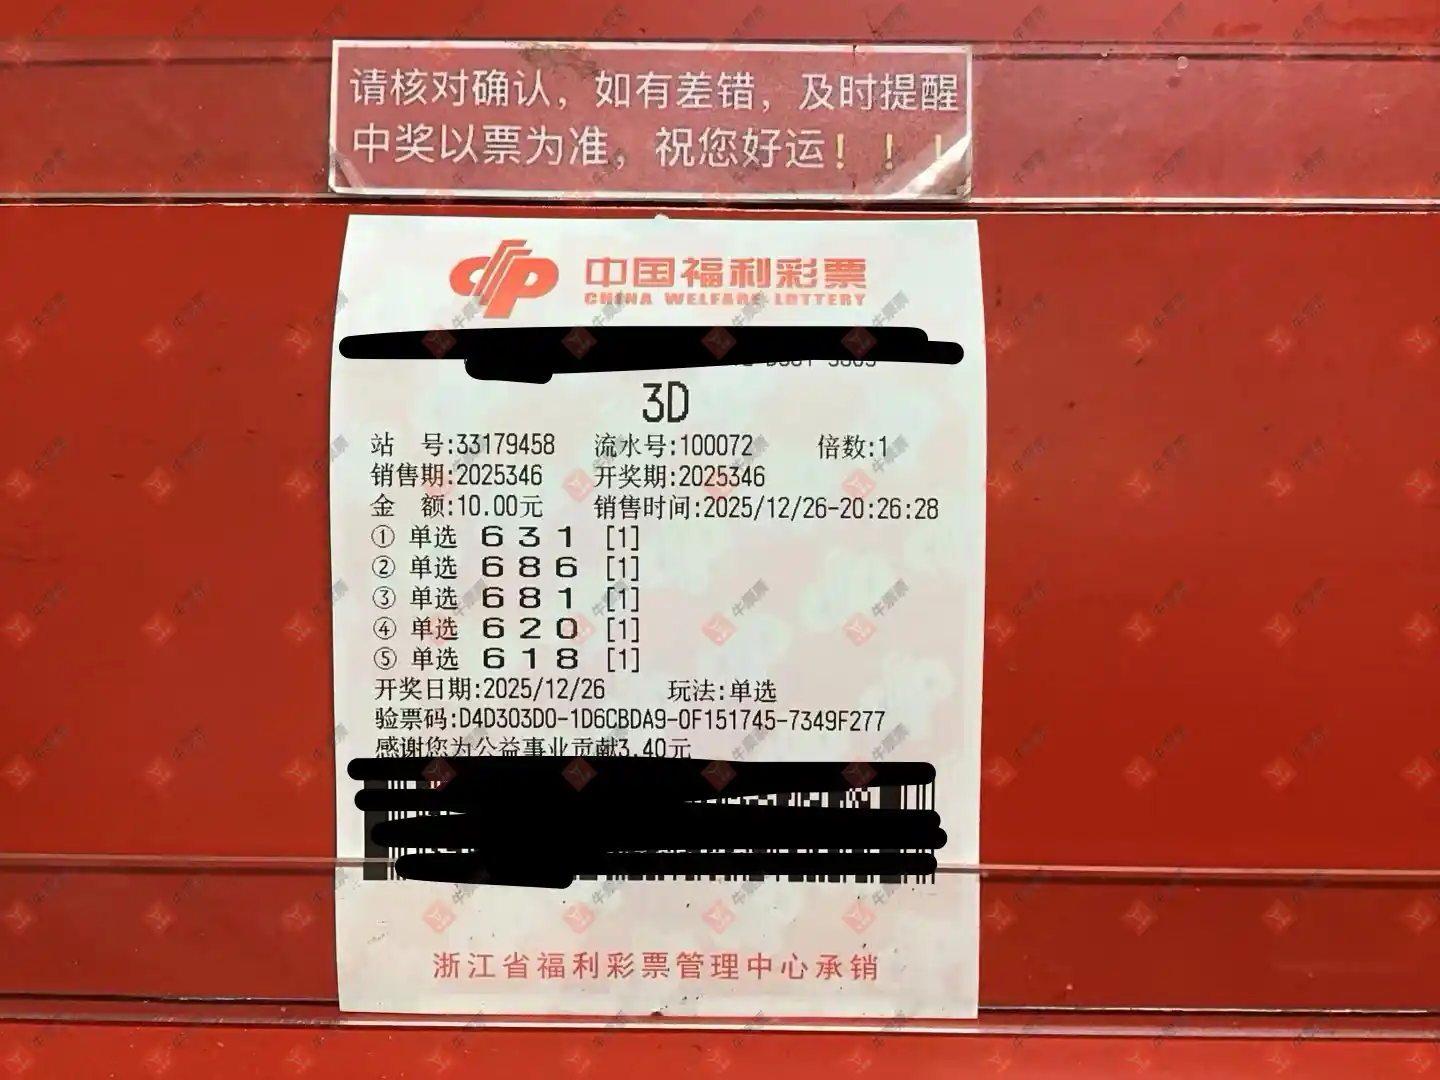 请核对确认，如有差错，及时提醒
中奖以票为准，祝您好运！！！
中国福利彩票
CHINA WELFARE LOTTERY
3D
站 号:33179458 流水号:100072 倍数:1
销售期:2025346 开奖期:2025346
金 额:10.00元 销售时间:2025/12/26-20:26:28
① 单选 6 3 1 [1]
② 单选 6 8 6 [1]
③ 单选 6 8 1 [1]
④ 单选 6 2 0 [1]
⑤ 单选 6 1 8 [1]
开奖日期:2025/12/26 玩法:单选
验票码:D4D303D0-1D6CBDA9-0F151745-7349F277
感谢您为公益事业贡献3.40元
浙江省福利彩票管理中心承销
牛票票